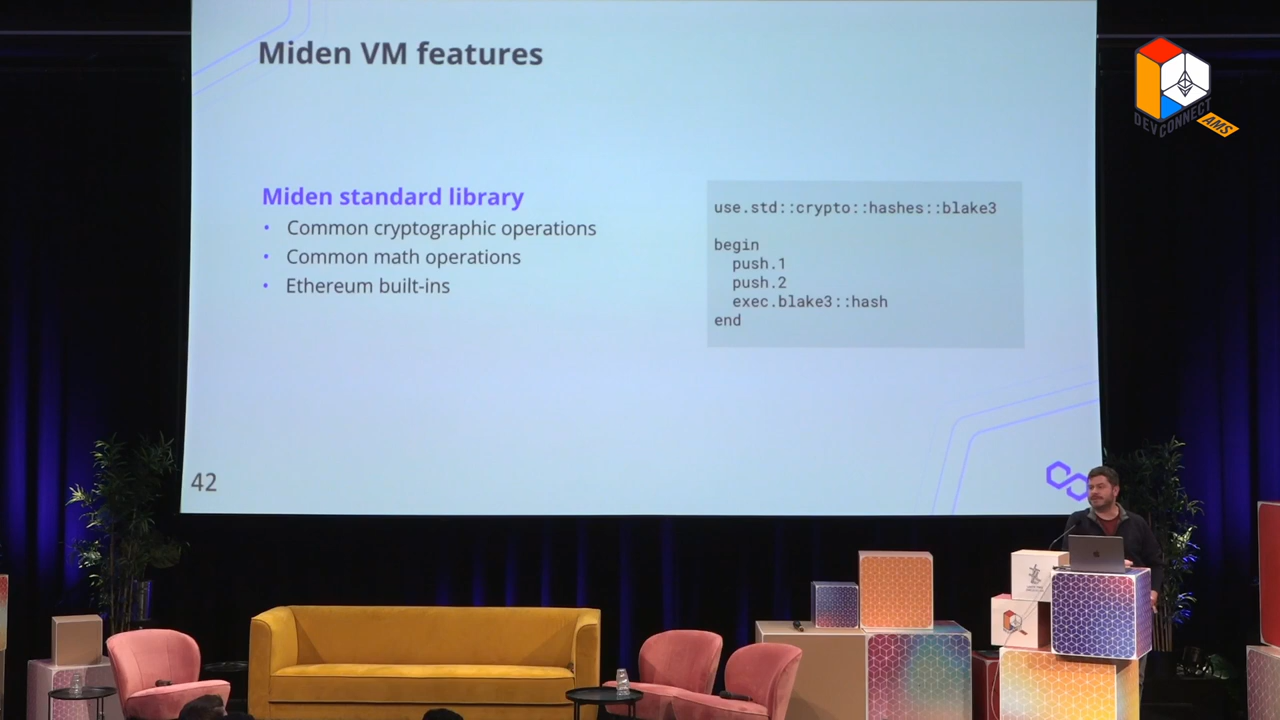 Miden VM features
Miden standard library
• Common cryptographic operations
• Common math operations
• Ethereum built-ins
use.std::crypto::hashes::blake3
begin
push.1
push.2
exec.blake3::hash
end
42
DEVCONNECT
AMS